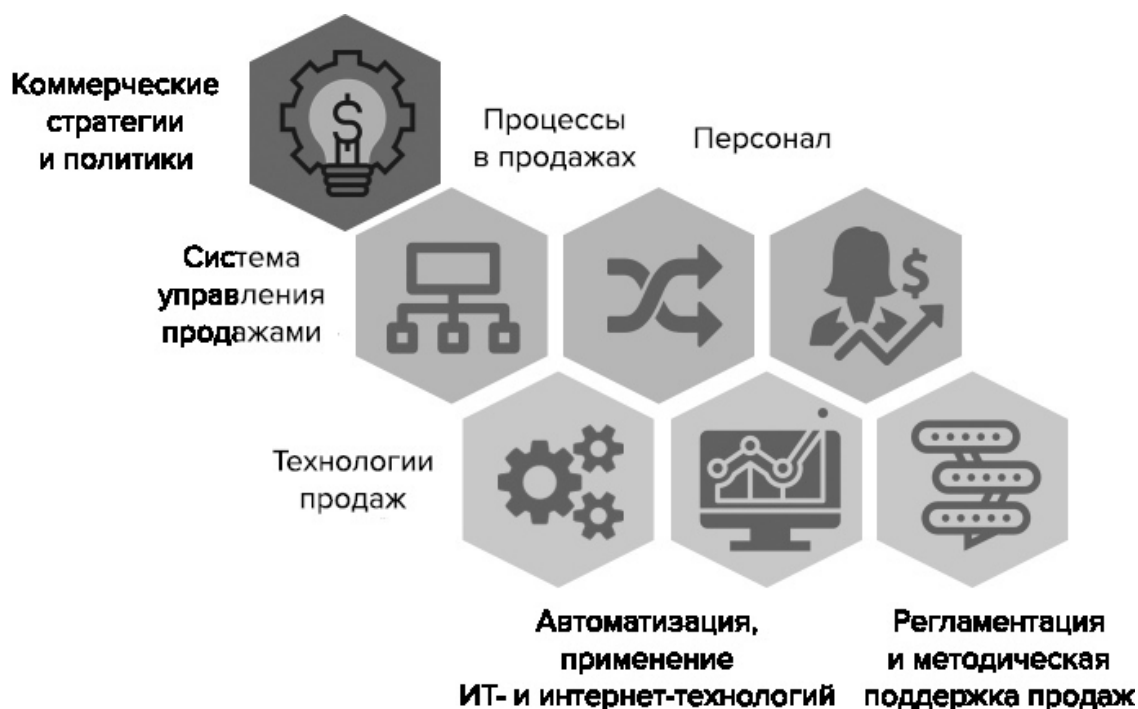 Коммерческие
стратегии
и политики
Процессы
в продажах
Персонал
Система
управления
продажами
Технологии
продаж
Автоматизация,
применение
ИТ- и интернет-технологий
Регламентация
и методическая
поддержка продаж